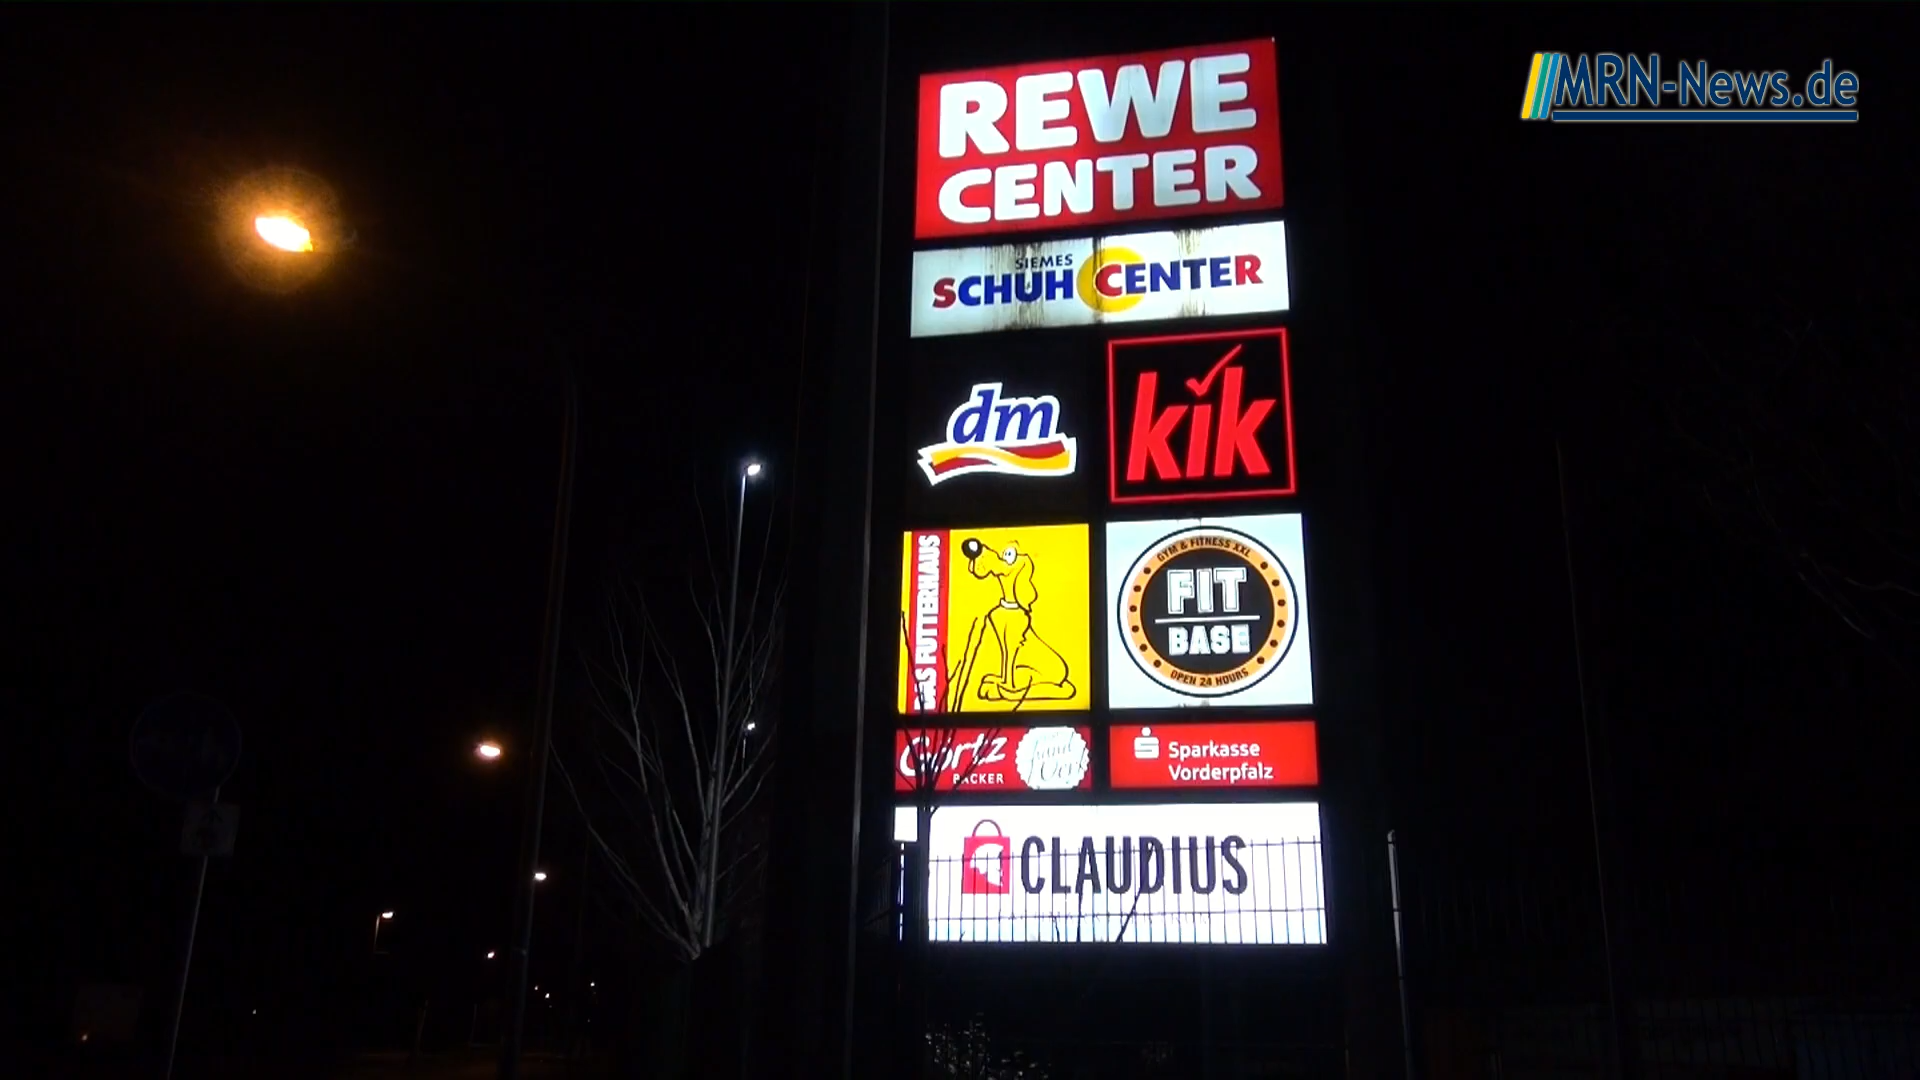 MRN-News.de
REWE
CENTER
SIEMES
SCHUH CENTER
dm
kik
DAS FUTTERHAUS
GYM & FITNESS XXL
FIT
BASE
OPEN 24 HOURS
Görtz
Sparkasse
Vorderpfalz
CLAUDIUS